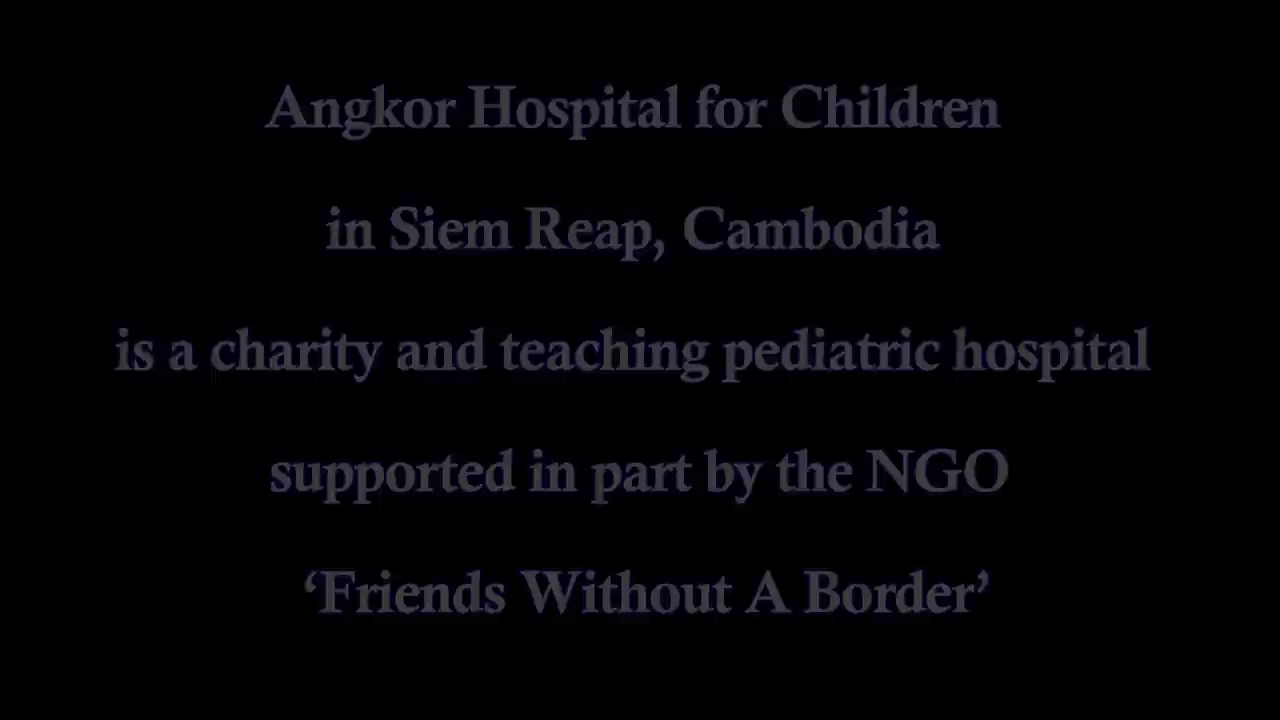 Angkor Hospital for Children
in Siem Reap, Cambodia
is a charity and teaching pediatric hospital
supported in part by the NGO
‘Friends Without A Border’